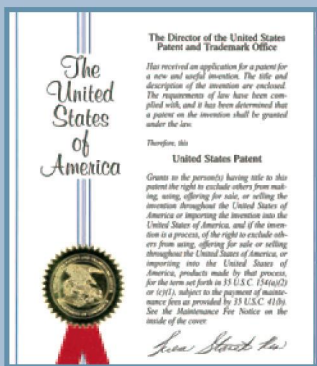 The
United
States
of
America
The Director of the United States
Patent and Trademark Office
Has received an application for a patent for
a new and useful invention. The title and
description of the invention are enclosed.
The requirements of law have been com-
plied with, and it has been determined that
a patent on the invention shall be granted
under the law.
Therefore, this
United States Patent
Grants to the person(s) having title to this
patent the right to exclude others from mak-
ing, using, offering for sale, or selling the
invention throughout the United States of
America or importing the invention into the
United States of America, and if the inven-
tion is a process, of the right to exclude oth-
ers from using, offering for sale or selling
throughout the United States of America, or
importing into the United States of
America, products made by that process,
for the term set forth in 35 U.S.C. 154(a)(2)
or (c)(1), subject to the payment of mainte-
nance fees as provided by 35 U.S.C. 41(b).
See the Maintenance Fee Notice on the
inside of the cover.